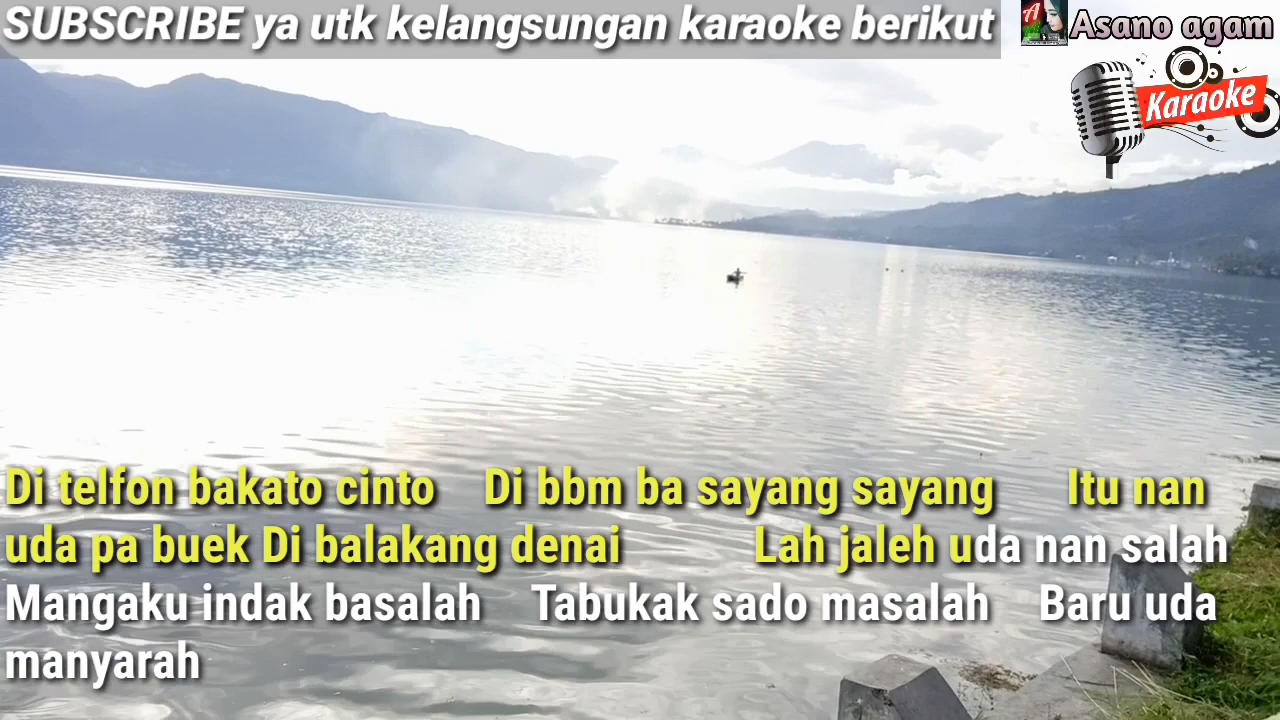 SUBSCRIBE ya utk kelangsungan karaoke berikut
Asano agam
Karaoke
Di telfon bakato cinto Di bbm ba sayang sayang Itu nan
uda pa buek Di balakang denai Lah jaleh uda nan salah
Mangaku indak basalah Tabukak sado masalah Baru uda
manyarah